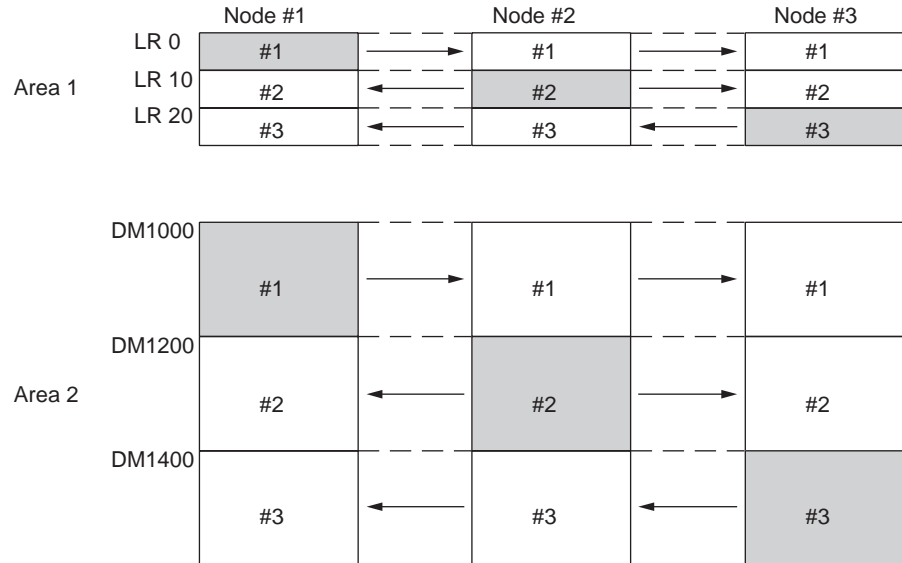 Node #1 Node #2 Node #3
LR 0
#1 #1 #1
Area 1
LR 10
#2 #2 #2
LR 20
#3 #3 #3
DM1000
#1 #1 #1
DM1200
Area 2
#2 #2 #2
DM1400
#3 #3 #3